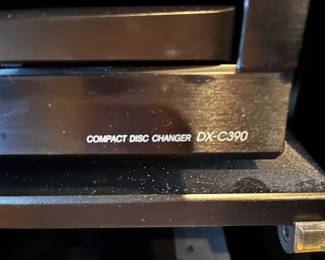 COMPACT DISC CHANGER DX-C390